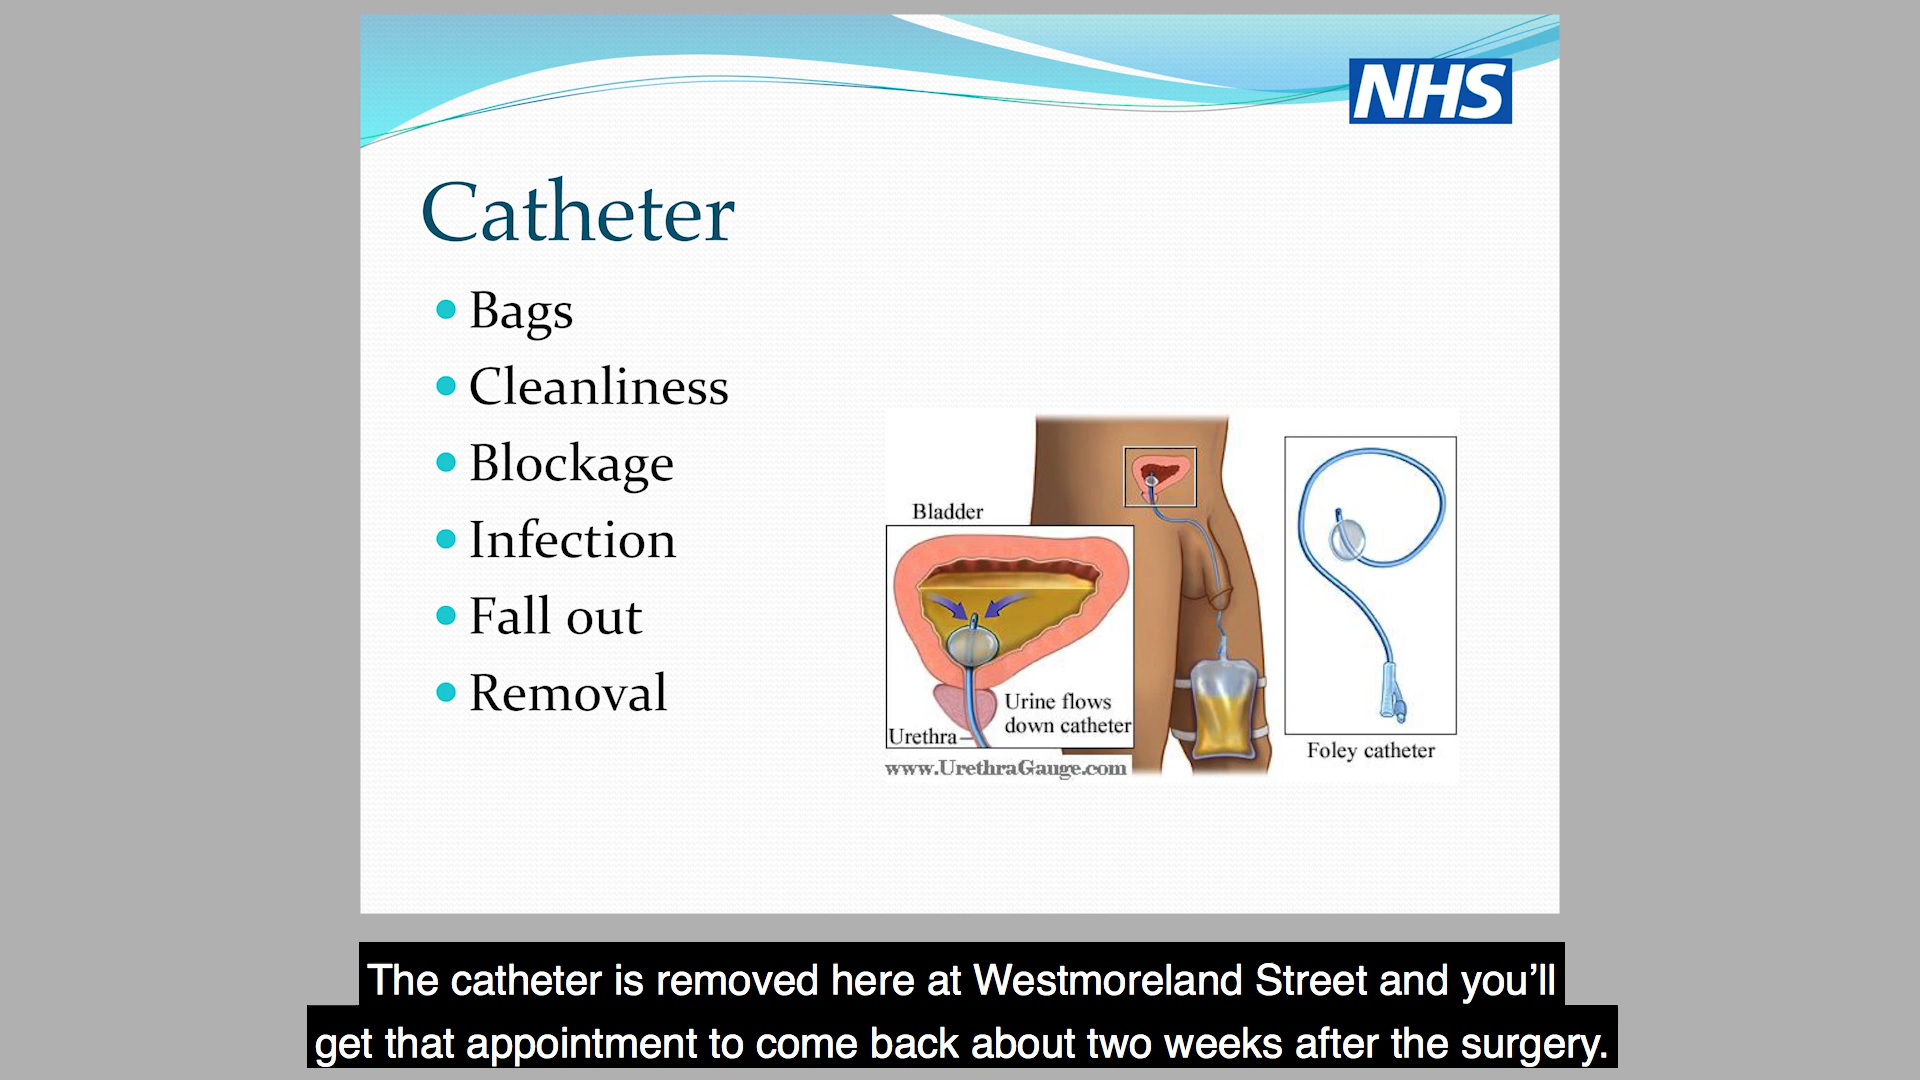 NHS
Catheter
Bags
Cleanliness
Blockage
Infection
Fall out
Removal
Bladder
Urine flows
down catheter
Urethra
www.UrethraGauge.com
Foley catheter
The catheter is removed here at Westmoreland Street and you’ll
get that appointment to come back about two weeks after the surgery.